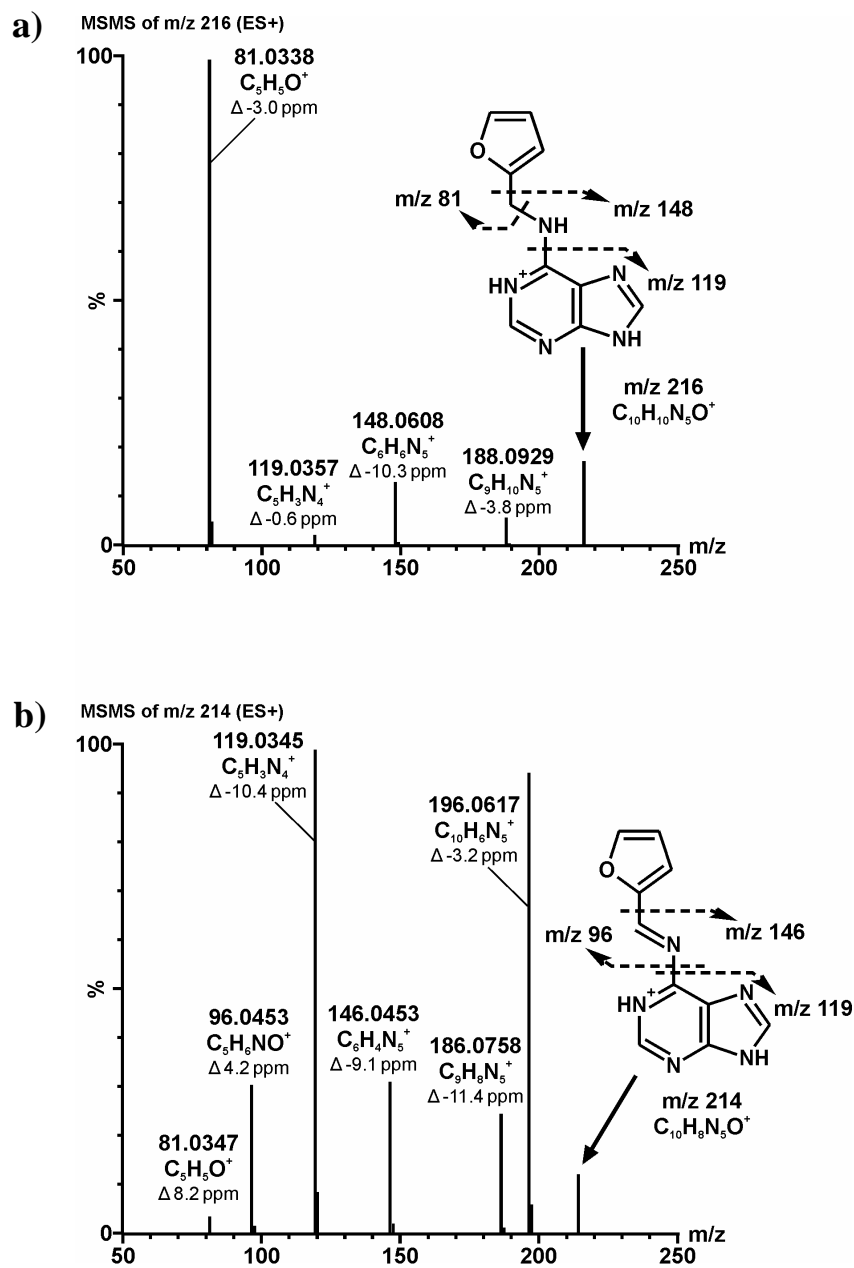 a)
MSMS of m/z 216 (ES+)
100
%
0
81.0338
C₅H₅O⁺
Δ -3.0 ppm
119.0357
C₅H₃N₄⁺
Δ -0.6 ppm
148.0608
C₆H₆N₅⁺
Δ -10.3 ppm
188.0929
C₉H₁₀N₅⁺
Δ -3.8 ppm
O
m/z 81
m/z 148
NH
m/z 119
HN
+
N
N
NH
m/z 216
C₁₀H₁₀N₅O⁺
50
100
150
200
250
m/z
b)
MSMS of m/z 214 (ES+)
100
%
0
119.0345
C₅H₃N₄⁺
Δ -10.4 ppm
196.0617
C₁₀H₆N₅⁺
Δ -3.2 ppm
96.0453
C₅H₆NO⁺
Δ 4.2 ppm
146.0453
C₆H₄N₅⁺
Δ -9.1 ppm
186.0758
C₉H₈N₅⁺
Δ -11.4 ppm
81.0347
C₅H₅O⁺
Δ 8.2 ppm
O
m/z 96
m/z 146
N
m/z 119
HN
+
N
N
NH
m/z 214
C₁₀H₈N₅O⁺
50
100
150
200
250
m/z